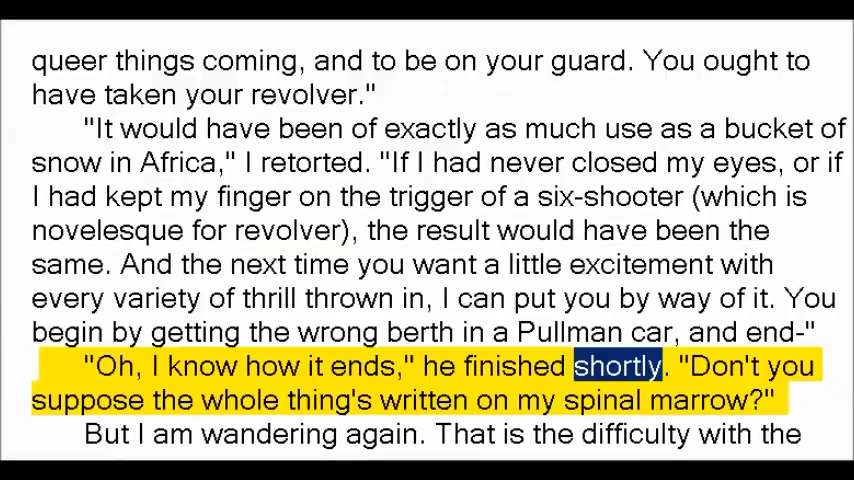 queer things coming, and to be on your guard. You ought to
have taken your revolver."
"It would have been of exactly as much use as a bucket of
snow in Africa," I retorted. "If I had never closed my eyes, or if
I had kept my finger on the trigger of a six-shooter (which is
novelesque for revolver), the result would have been the
same. And the next time you want a little excitement with
every variety of thrill thrown in, I can put you by way of it. You
begin by getting the wrong berth in a Pullman car, and end-"
"Oh, I know how it ends," he finished shortly. "Don't you
suppose the whole thing's written on my spinal marrow?"
But I am wandering again. That is the difficulty with the